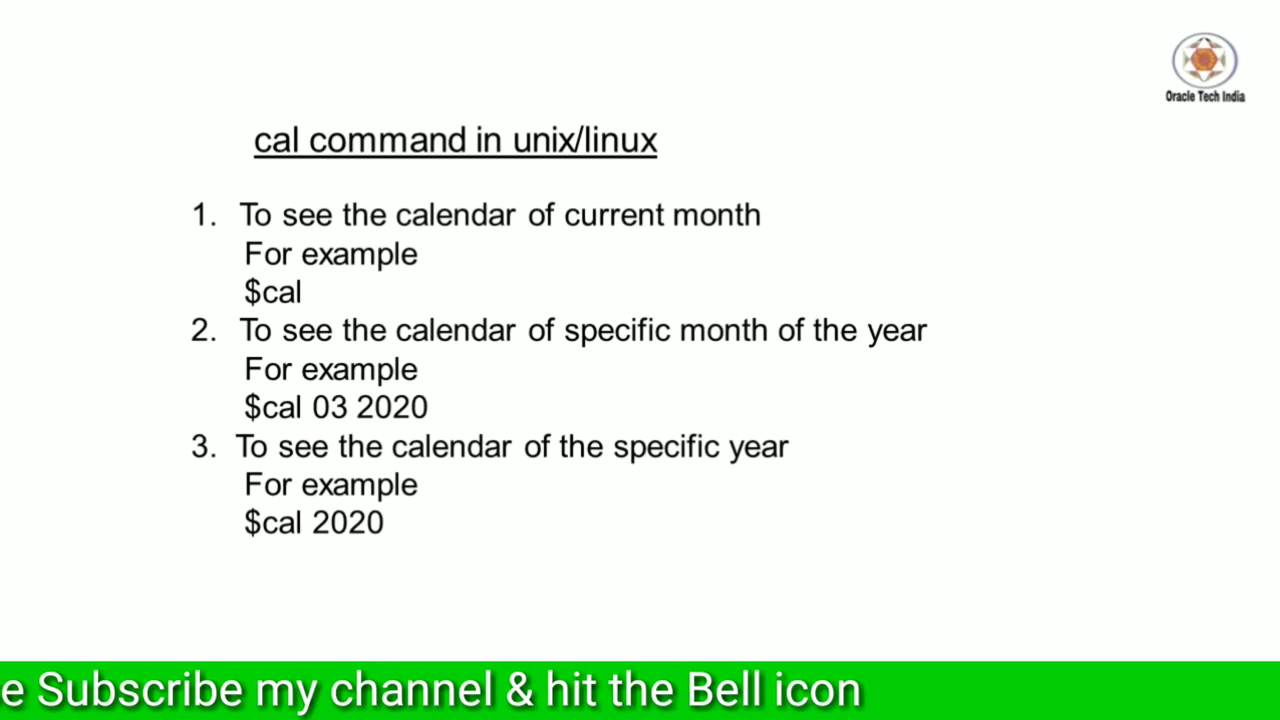 Oracle Tech India
cal command in unix/linux
1. To see the calendar of current month
For example
$cal
2. To see the calendar of specific month of the year
For example
$cal 03 2020
3. To see the calendar of the specific year
For example
$cal 2020
e Subscribe my channel & hit the Bell icon